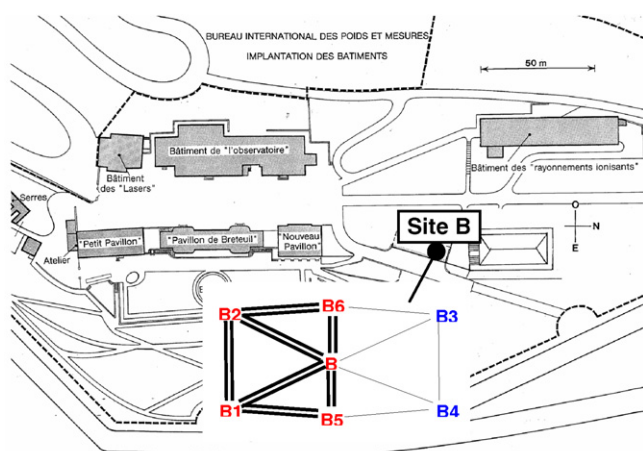 BUREAU INTERNATIONAL DES POIDS ET MESURES
IMPLANTATION DES BATIMENTS
50 m
Bâtiment de "l'observatoire"
Bâtiment
des "Lasers"
Bâtiment des "rayonnements ionisants"
Serres
Atelier
"Petit Pavillon"
"Pavillon de Breteuil"
"Nouveau
Pavillon"
Site B
O
N
E
B2
B6
B3
B
B1
B5
B4